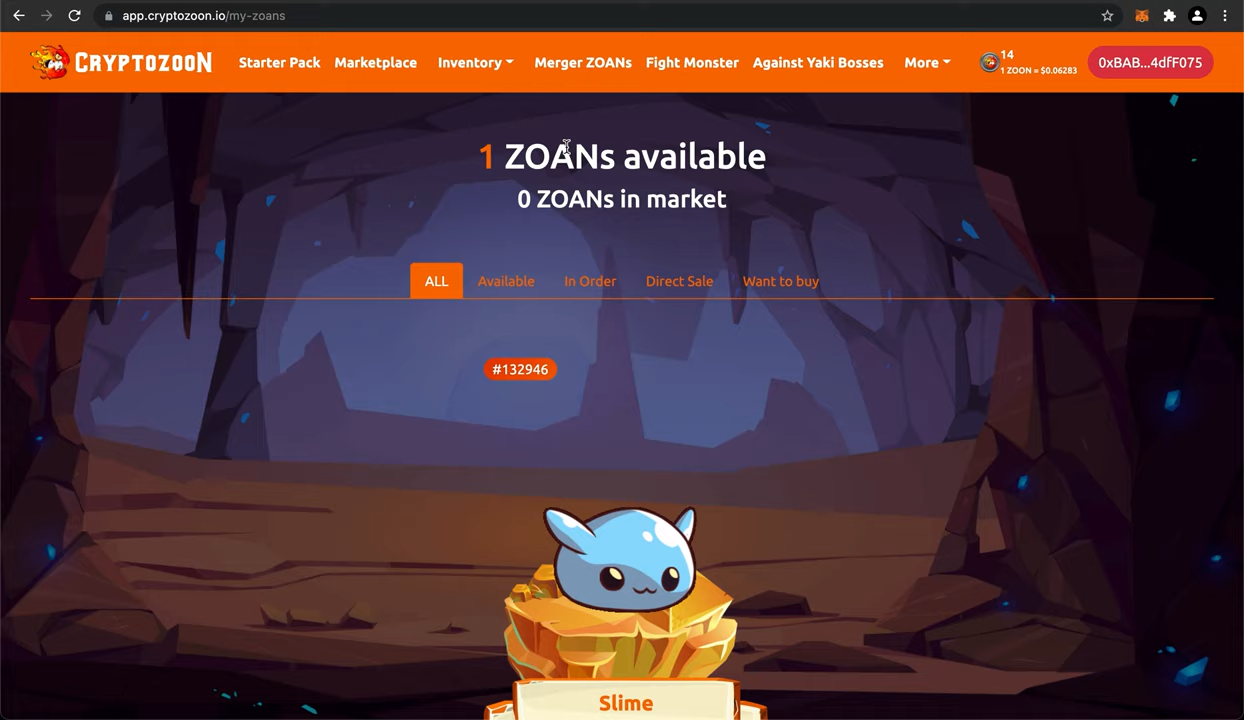 app.cryptozoon.io/my-zoans
CRYPTOZOON
Starter Pack
Marketplace
Inventory
Merger ZOANs
Fight Monster
Against Yaki Bosses
More
14
1 ZOON = $0.06283
0xBAB...4dfF075
1 ZOANs available
0 ZOANs in market
ALL
Available
In Order
Direct Sale
Want to buy
#132946
Slime